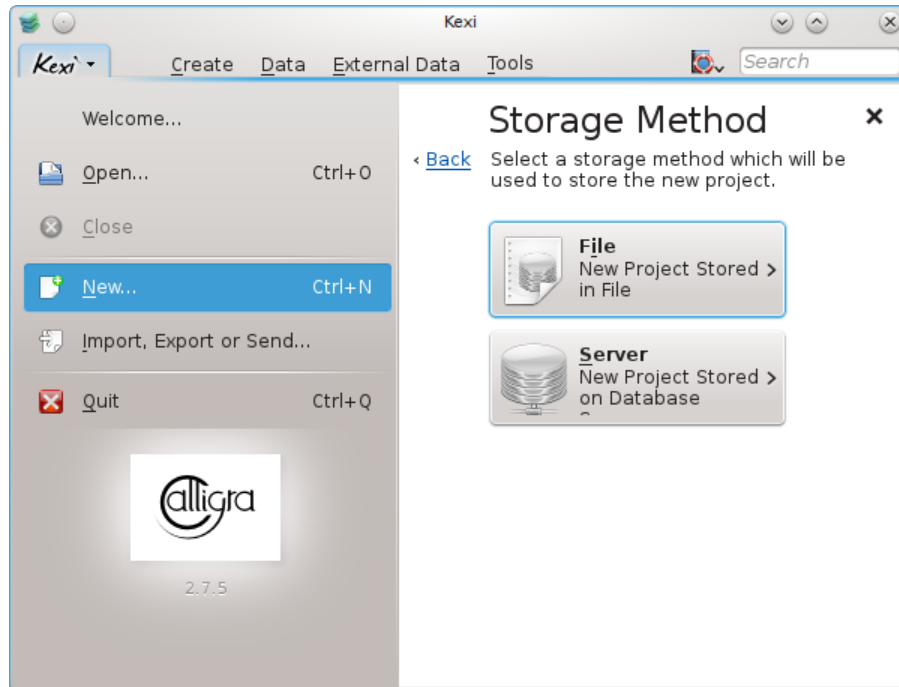 Kexi
Kexi
Create Data External Data Tools
Search
Welcome...
Open... Ctrl+O
Close
New... Ctrl+N
Import, Export or Send...
Quit Ctrl+Q
Calligra
2.7.5
Storage Method
‹ Back
Select a storage method which will be
used to store the new project.
File
New Project Stored
in File
Server
New Project Stored
on Database